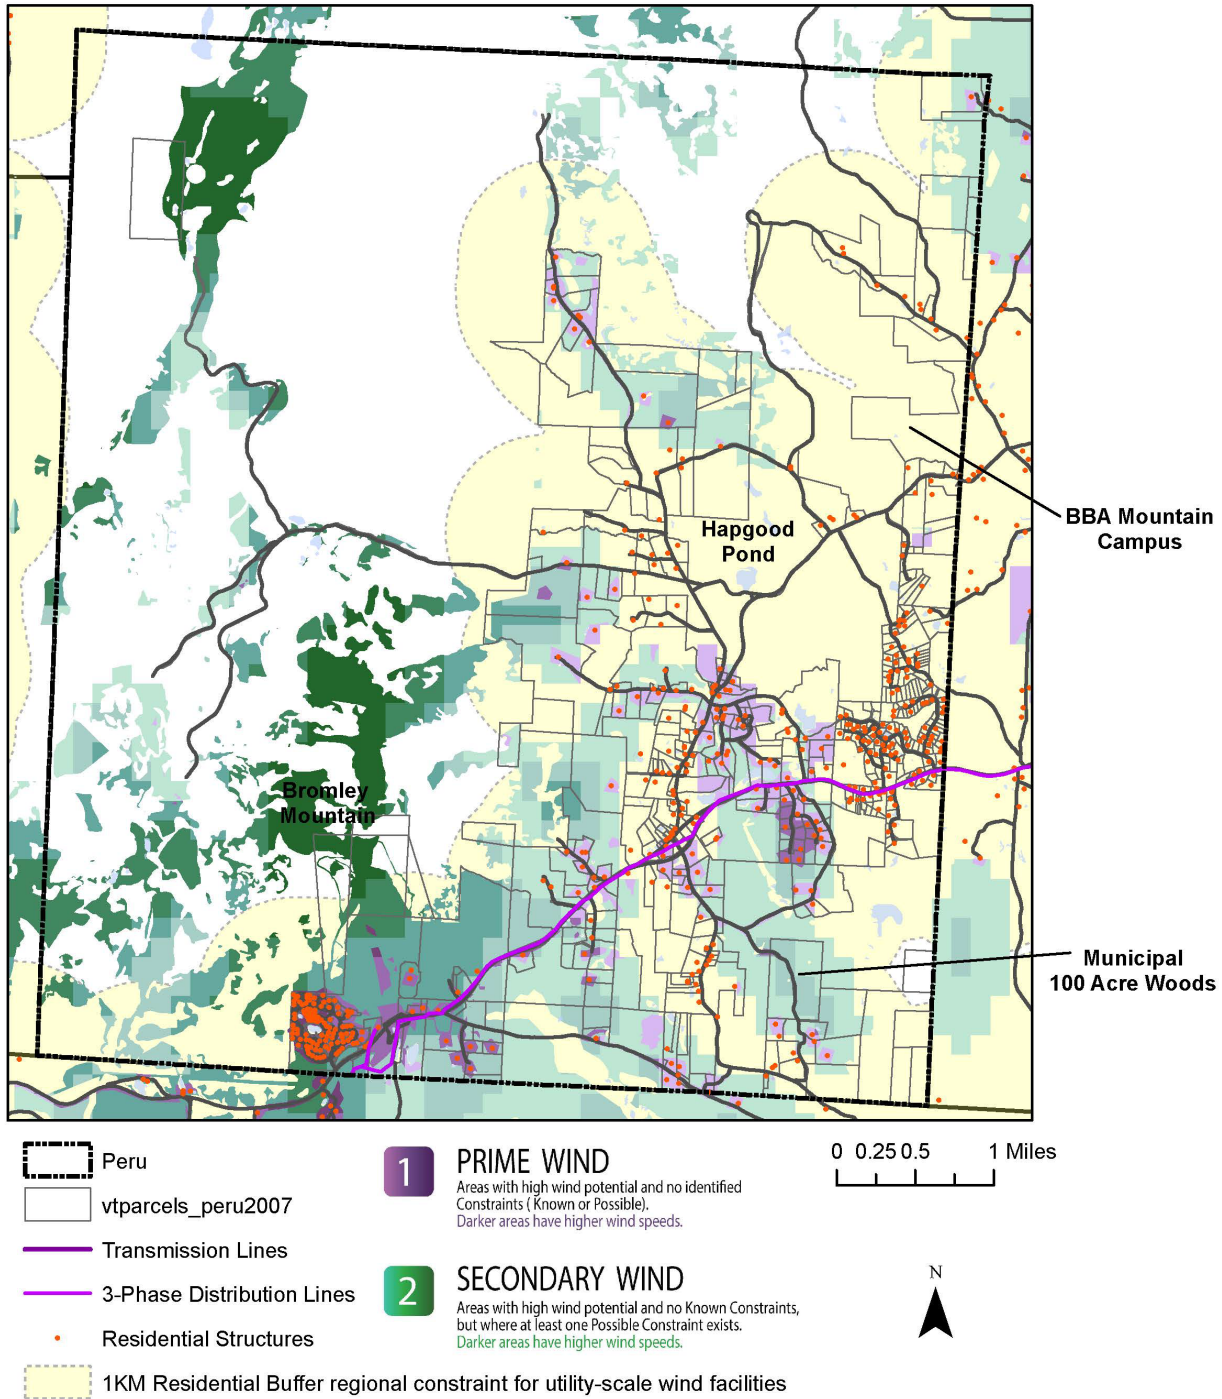 Hapgood
Pond
BBA Mountain
Campus
Bromley
Mountain
Municipal
100 Acre Woods
Peru
vtparcels_peru2007
Transmission Lines
3-Phase Distribution Lines
Residential Structures
1KM Residential Buffer regional constraint for utility-scale wind facilities
1
PRIME WIND
Areas with high wind potential and no identified
Constraints ( Known or Possible).
Darker areas have higher wind speeds.
2
SECONDARY WIND
Areas with high wind potential and no Known Constraints,
but where at least one Possible Constraint exists.
Darker areas have higher wind speeds.
0 0.25 0.5 1 Miles
N